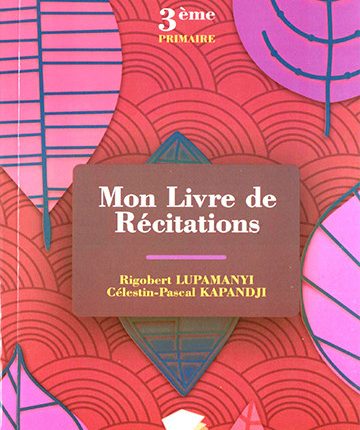 3ème
PRIMAIRE
Mon Livre de
Récitations
Rigobert LUPAMANYI
Célestin-Pascal KAPANDJI